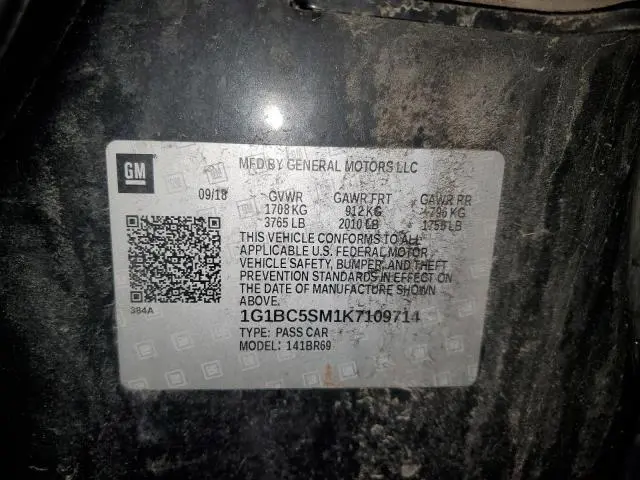 GM
MFD BY GENERAL MOTORS LLC
09/18 GVWR GAWR FRT GAWR RR
1708 KG 912 KG 796 KG
3765 LB 2010 LB 1755 LB
THIS VEHICLE CONFORMS TO ALL
APPLICABLE U.S. FEDERAL MOTOR
VEHICLE SAFETY, BUMPER, AND THEFT
PREVENTION STANDARDS IN EFFECT ON
THE DATE OF MANUFACTURE SHOWN
ABOVE.
384A
1G1BC5SM1K7109714
TYPE: PASS CAR
MODEL: 141BR69